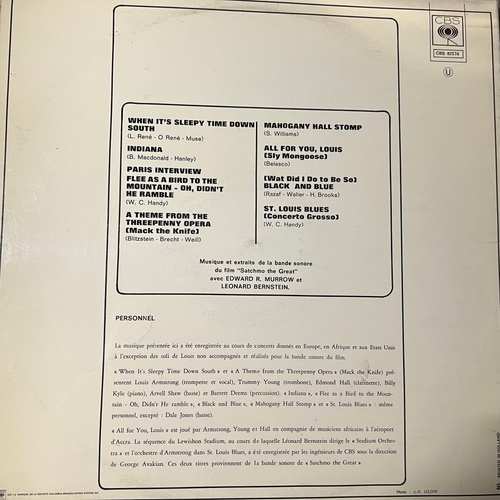 CBS
CBS 62574
U
WHEN IT'S SLEEPY TIME DOWN
SOUTH
(L. René - O René - Muse)
INDIANA
(B. Macdonald - Hanley)
PARIS INTERVIEW
FLEE AS A BIRD TO THE
MOUNTAIN - OH, DIDN'T
HE RAMBLE
(W. C. Handy)
A THEME FROM THE
THREEPENNY OPERA
(Mack the Knife)
(Blitzstein - Brecht - Weill)
MAHOGANY HALL STOMP
(S. Williams)
ALL FOR YOU, LOUIS
(Sly Mongoose)
(Belasco)
(Wat Did I Do to Be So)
BLACK AND BLUE
(Razaf - Waller - H. Brooks)
ST. LOUIS BLUES
(Concerto Grosso)
(W. C. Handy)
Musique et extraits de la bande sonore
du film "Satchmo the Great"
avec EDWARD R. MURROW et
LEONARD BERNSTEIN.
PERSONNEL
La musique présentée ici a été enregistrée au cours de concerts donnés en Europe, en Afrique et aux Etats Unis
à l'exception des soli de Louis non accompagnés et réalisés pour la bande sonore du film.
« When It's Sleepy Time Down South » et « A Theme from the Threepenny Opera » (Mack the Knife) pré-
sentent Louis Armstrong (trompette et vocal), Trummy Young (trombone), Edmond Hall (clarinette), Billy
Kyle (piano), Arvell Shaw (basse) et Barrett Deems (percussion). « Indiana », « Flee as a Bird to the Moun-
tain - Oh, Didn't He ramble », « Black and Blue », « Mahogany Hall Stomp » et « St. Louis Blues » : même
personnel, excepté : Dale Jones (basse).
« All for You, Louis » est joué par Armstrong, Young et Hall en compagnie de musiciens africains à l'aéroport
d'Accra. La séquence du Lewishon Stadium, au cours de laquelle Léonard Bernstein dirige le « Stadium Orches-
tra » et l'orchestre d'Armstrong dans St. Louis Blues, a été enregistrée par les ingénieurs de CBS sous la direction
de George Avakian. Ces deux titres proviennent de la bande sonore de « Satchmo the Great »